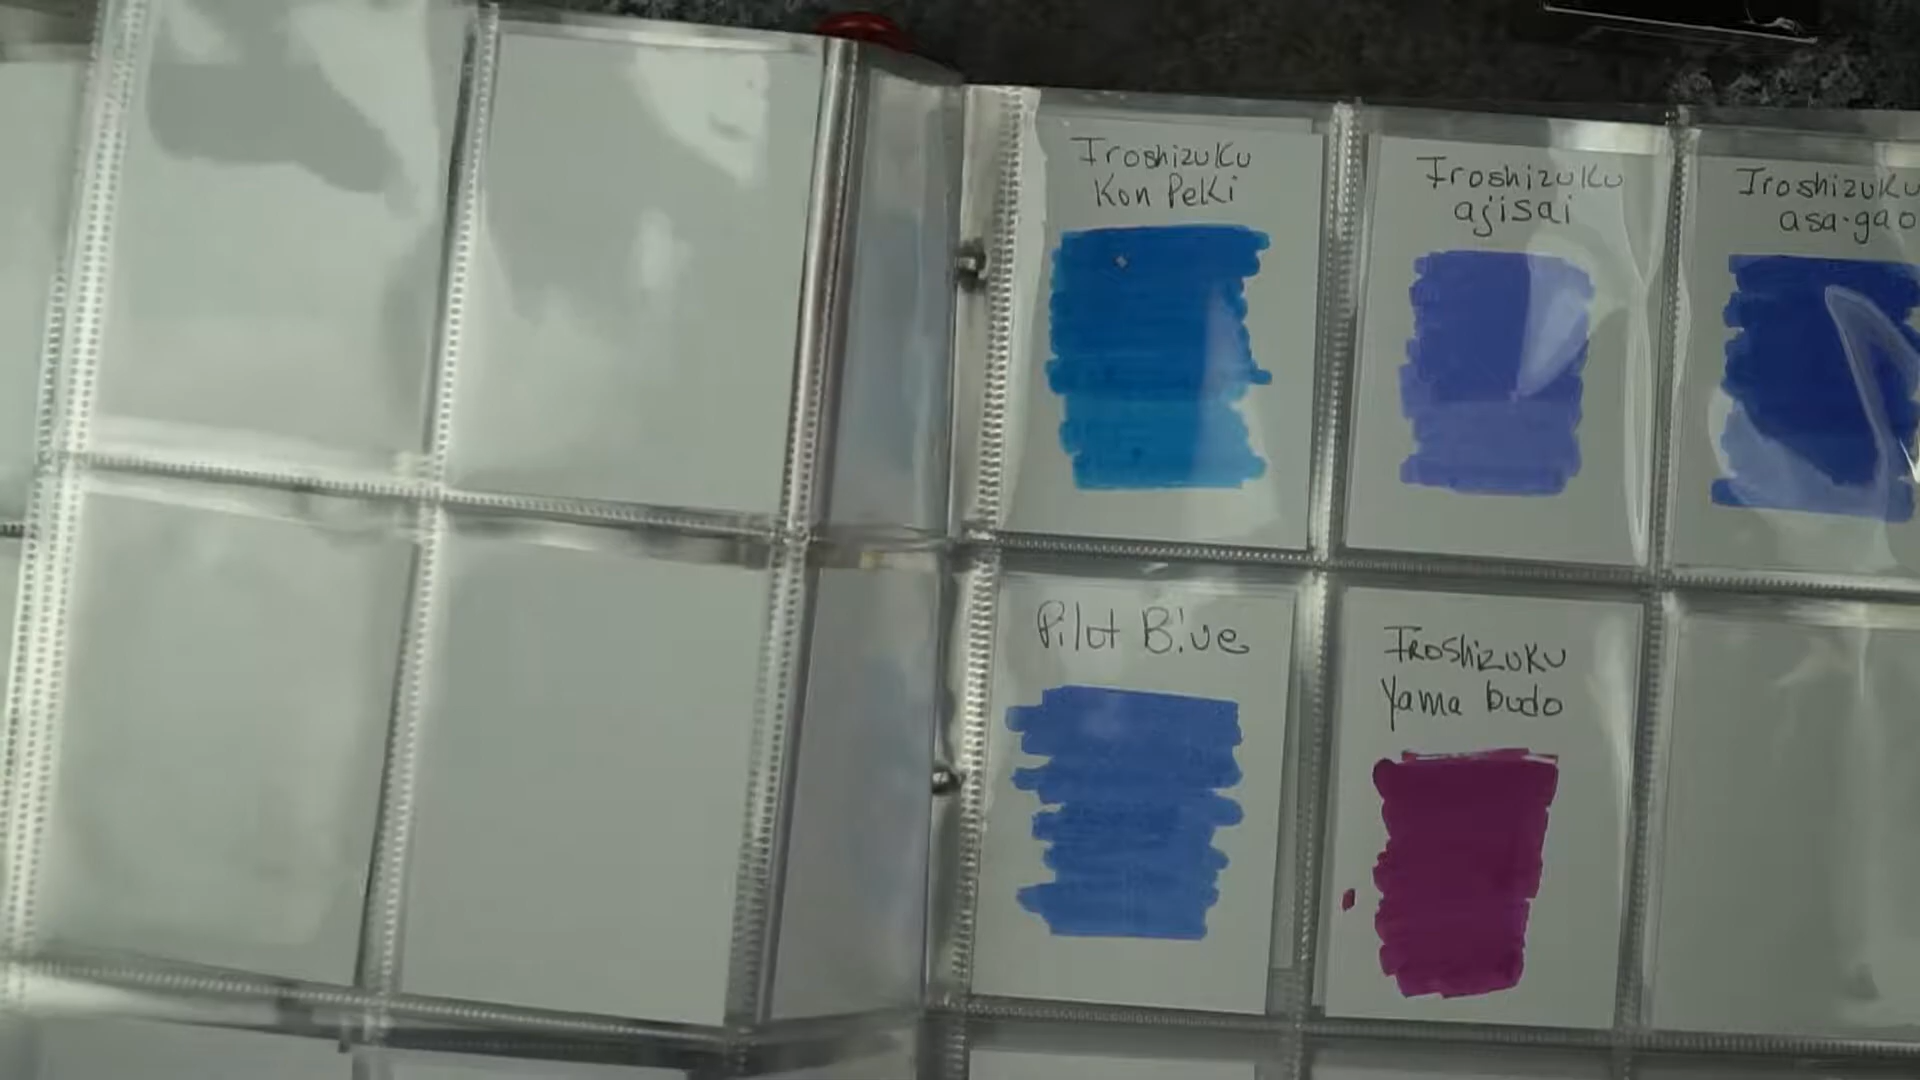 Iroshizuku
Kon Peki
Iroshizuku
ajisai
Iroshizuku
asa-gao
Pilot Blue
Iroshizuku
Yama budo